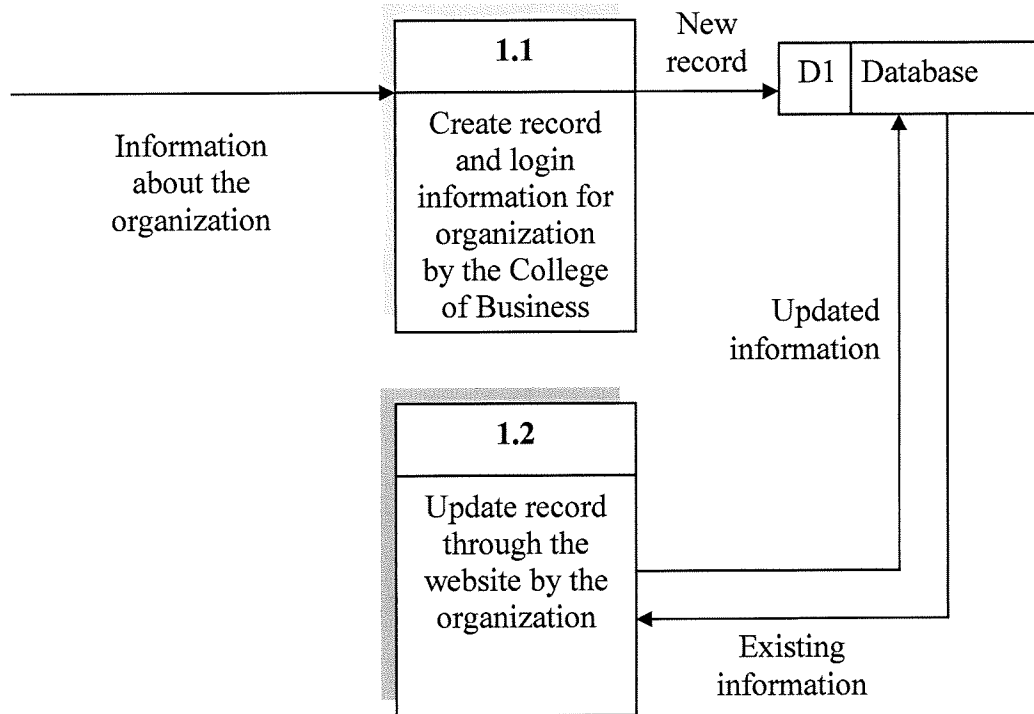 Information
about the
organization
1.1
Create record
and login
information for
organization
by the College
of Business
New
record
D1
Database
Updated
information
1.2
Update record
through the
website by the
organization
Existing
information